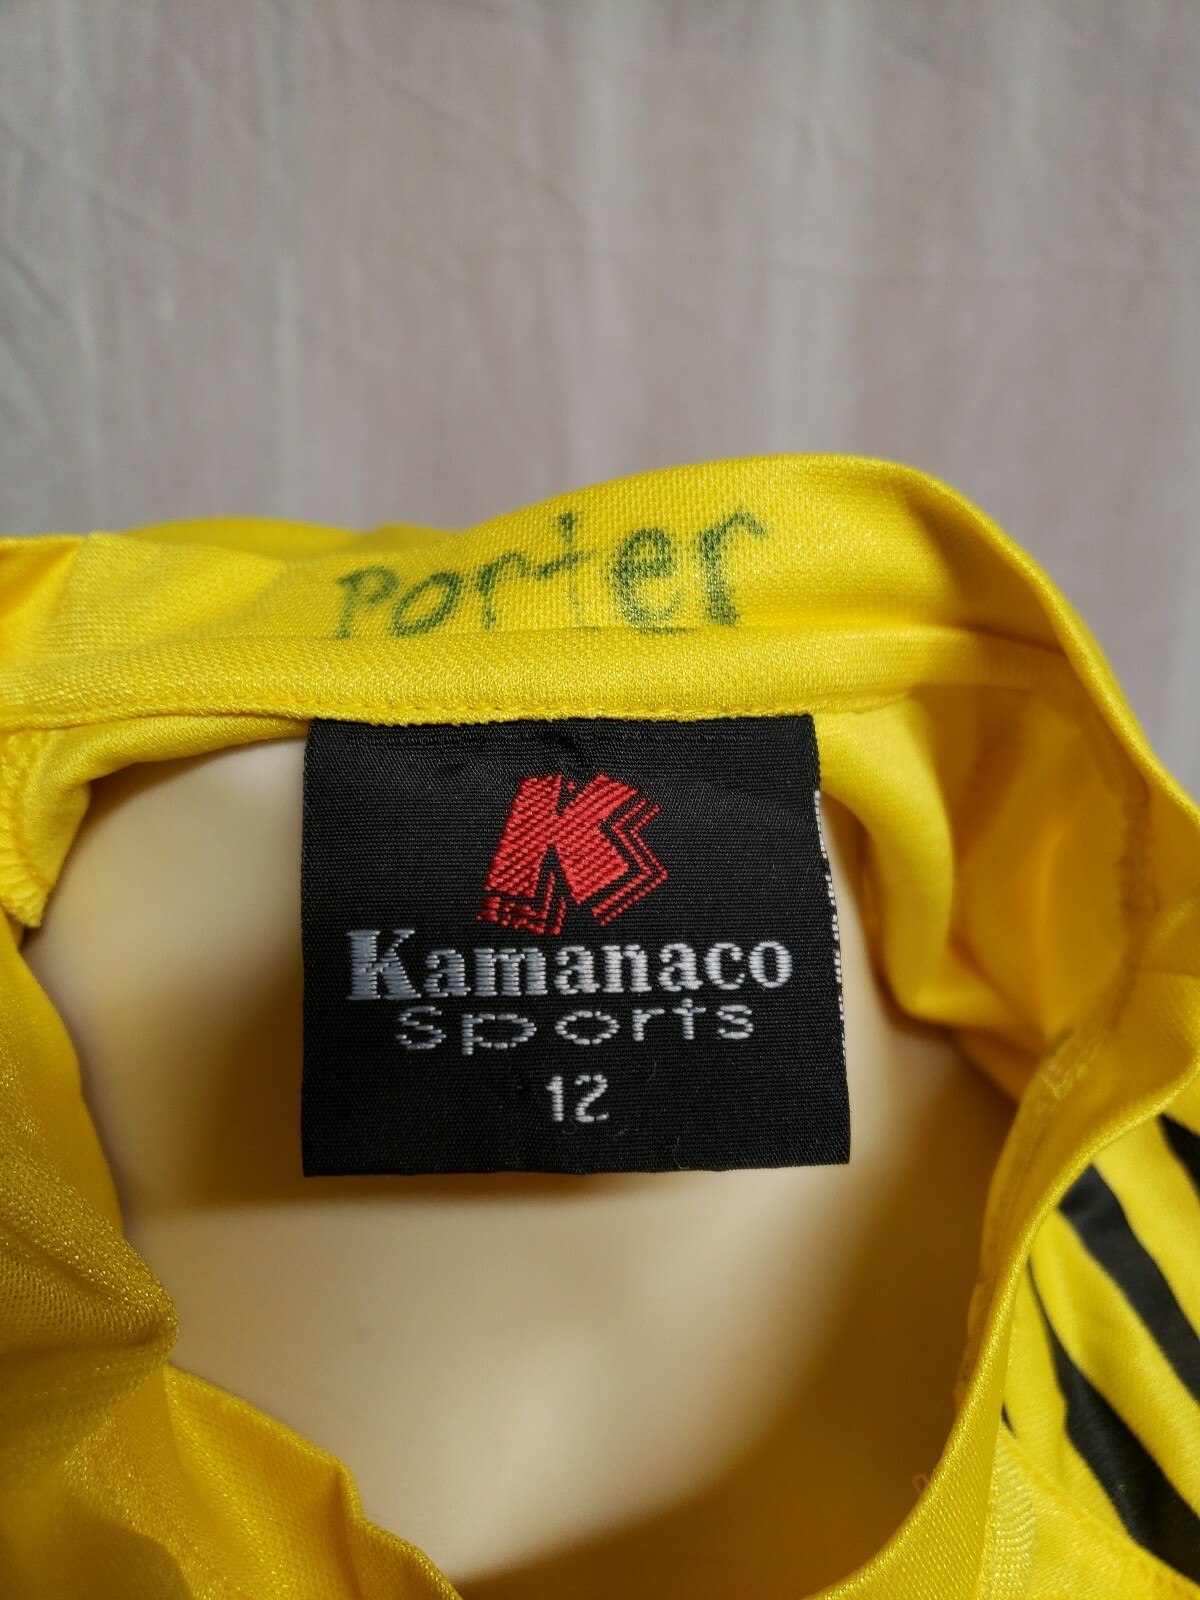 Porter
K
Kamanaco
Sports
12